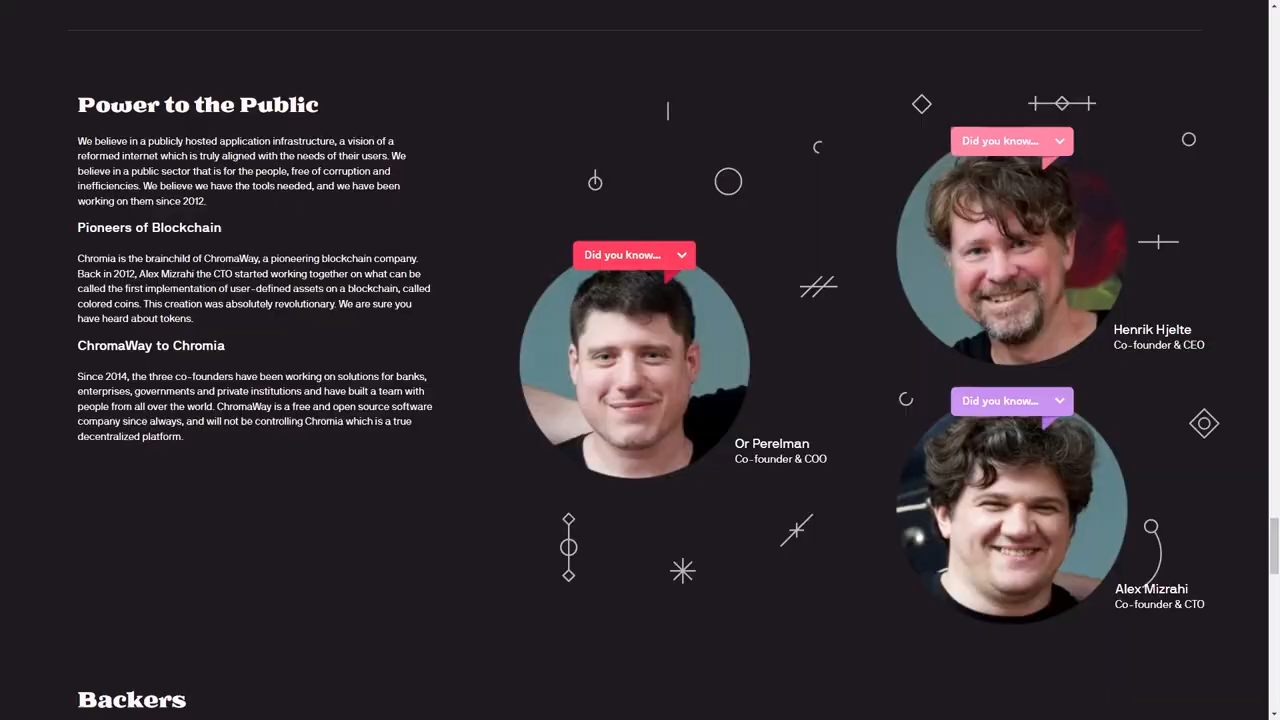 Power to the Public
We believe in a publicly hosted application infrastructure, a vision of a
reformed internet which is truly aligned with the needs of their users. We
believe in a public sector that is for the people, free of corruption and
inefficiencies. We believe we have the tools needed, and we have been
working on them since 2012.
Pioneers of Blockchain
Chromia is the brainchild of ChromaWay, a pioneering blockchain company.
Back in 2012, Alex Mizrahi the CTO started working together on what can be
called the first implementation of user-defined assets on a blockchain, called
colored coins. This creation was absolutely revolutionary. We are sure you
have heard about tokens.
ChromaWay to Chromia
Since 2014, the three co-founders have been working on solutions for banks,
enterprises, governments and private institutions and have built a team with
people from all over the world. ChromaWay is a free and open source software
company since always, and will not be controlling Chromia which is a true
decentralized platform.
Did you know...
Or Perelman
Co-founder & COO
Did you know...
Henrik Hjelte
Co-founder & CEO
Did you know...
Alex Mizrahi
Co-founder & CTO
Backers